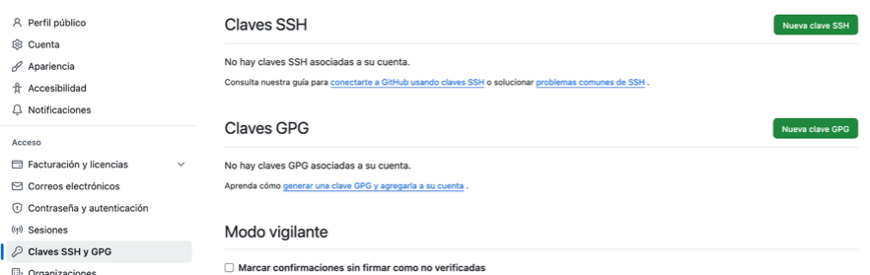 Perfil público
Cuenta
Apariencia
Accesibilidad
Notificaciones
Acceso
Facturación y licencias
Correos electrónicos
Contraseña y autenticación
Sesiones
Claves SSH y GPG
Organizaciones
Claves SSH
Nueva clave SSH
No hay claves SSH asociadas a su cuenta.
Consulta nuestra guía para conectarte a GitHub usando claves SSH o solucionar problemas comunes de SSH .
Claves GPG
Nueva clave GPG
No hay claves GPG asociadas a su cuenta.
Aprenda cómo generar una clave GPG y agregarla a su cuenta .
Modo vigilante
Marcar confirmaciones sin firmar como no verificadas